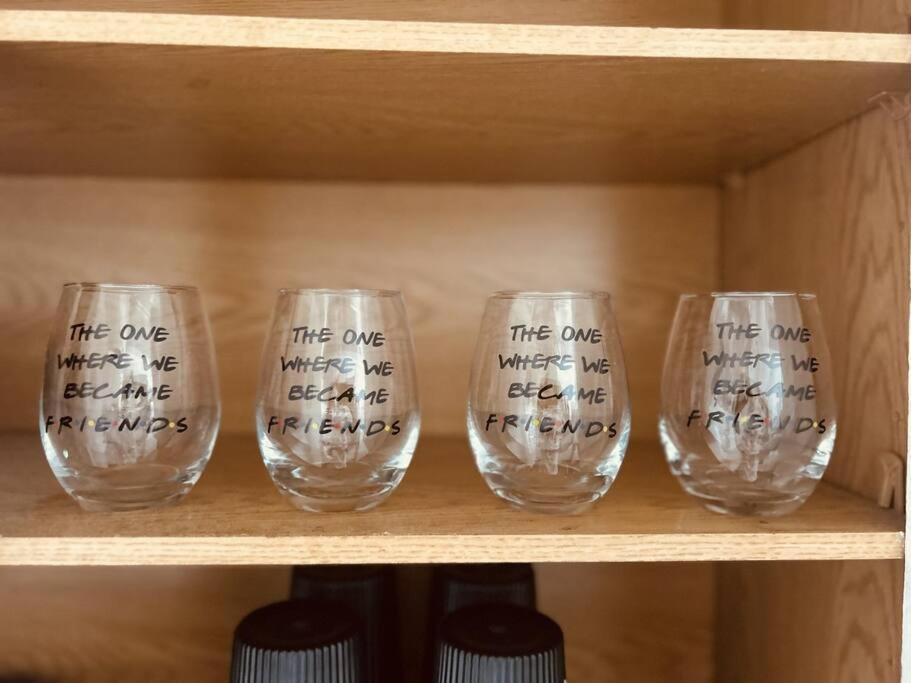 THE ONE
WHERE WE
BECAME
F R I • E • N • D • S
THE ONE
WHERE WE
BECAME
F R I • E • N • D • S
THE ONE
WHERE WE
BECAME
F R I • E • N • D • S
THE ONE
WHERE WE
BECAME
F R I • E • N • D • S